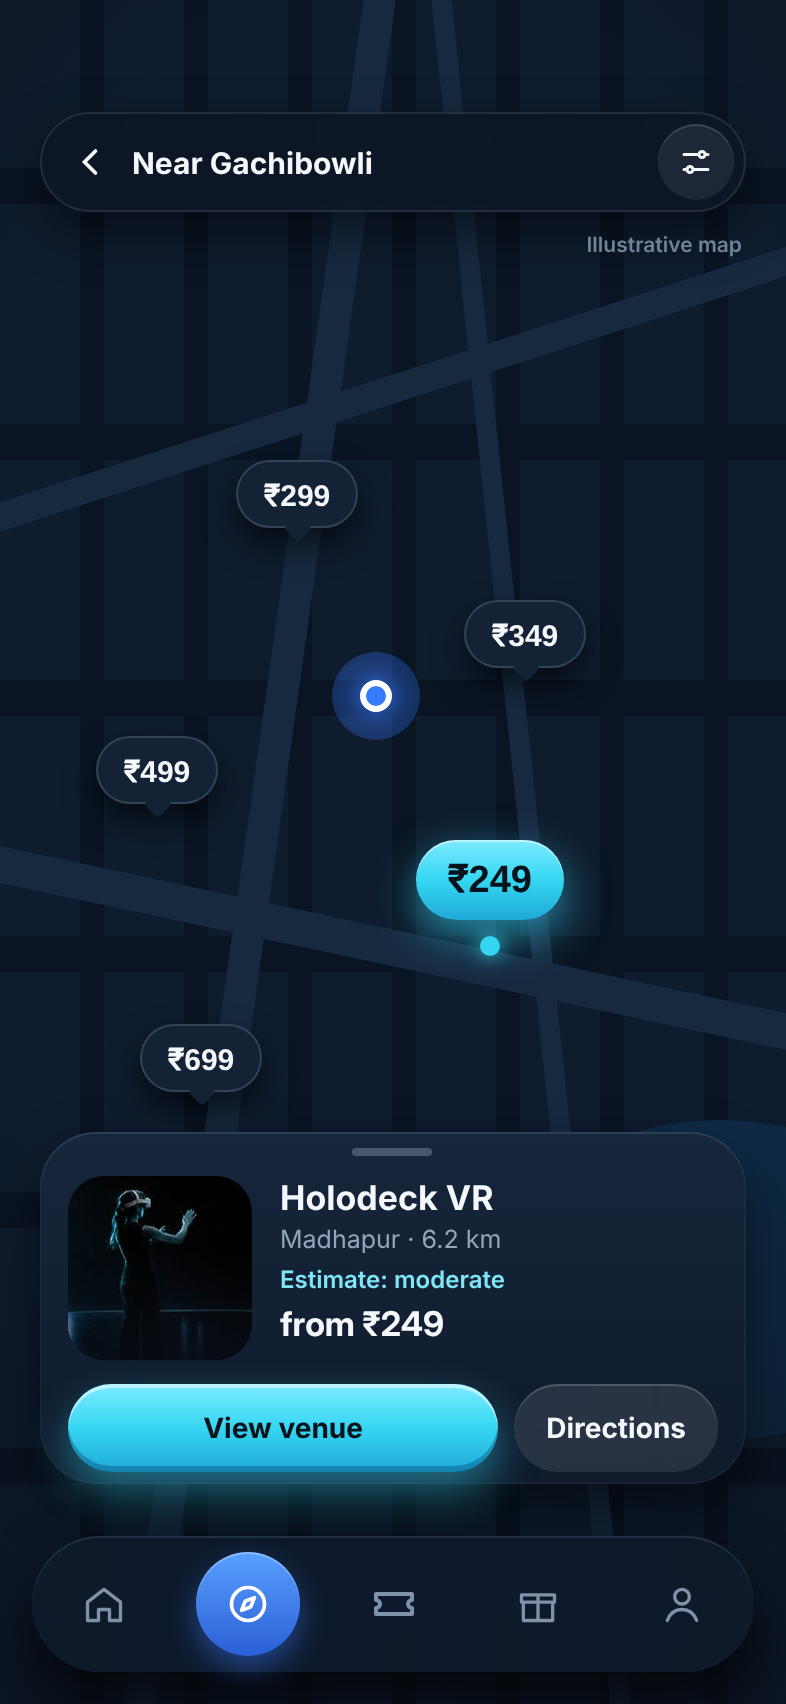 Near Gachibowli
Illustrative map
₹299
₹349
₹499
₹249
₹699
Holodeck VR
Madhapur · 6.2 km
Estimate: moderate
from ₹249
View venue
Directions